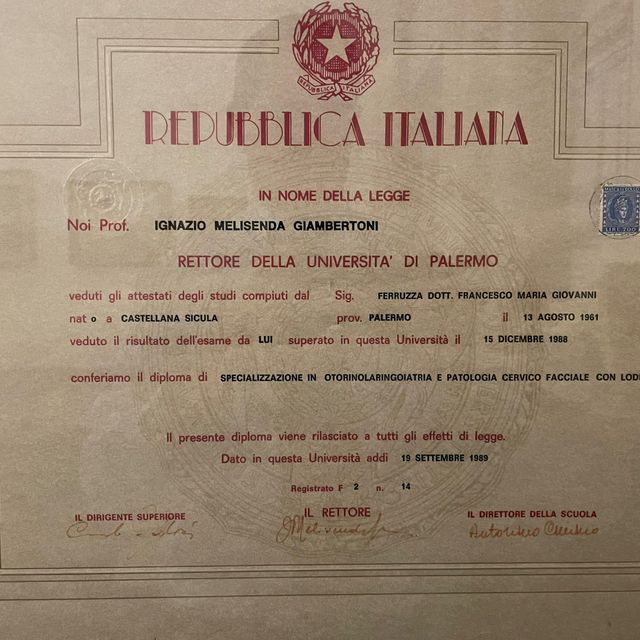 REPUBBLICA ITALIANA
REPUBBLICA ITALIANA
IN NOME DELLA LEGGE
Noi Prof. IGNAZIO MELISENDA GIAMBERTONI
RETTORE DELLA UNIVERSITA' DI PALERMO
veduti gli attestati degli studi compiuti dal Sig. FERRUZZA DOTT. FRANCESCO MARIA GIOVANNI
nat o a CASTELLANA SICULA prov. PALERMO il 13 AGOSTO 1961
veduto il risultato dell'esame da LUI superato in questa Università il 15 DICEMBRE 1988
conferiamo il diploma di SPECIALIZZAZIONE IN OTORINOLARINGOIATRIA E PATOLOGIA CERVICO FACCIALE CON LODE
Il presente diploma viene rilasciato a tutti gli effetti di legge.
Dato in questa Università addì 19 SETTEMBRE 1989
Registrato F 2 n. 14
IL DIRIGENTE SUPERIORE IL RETTORE IL DIRETTORE DELLA SCUOLA
LIRE 700